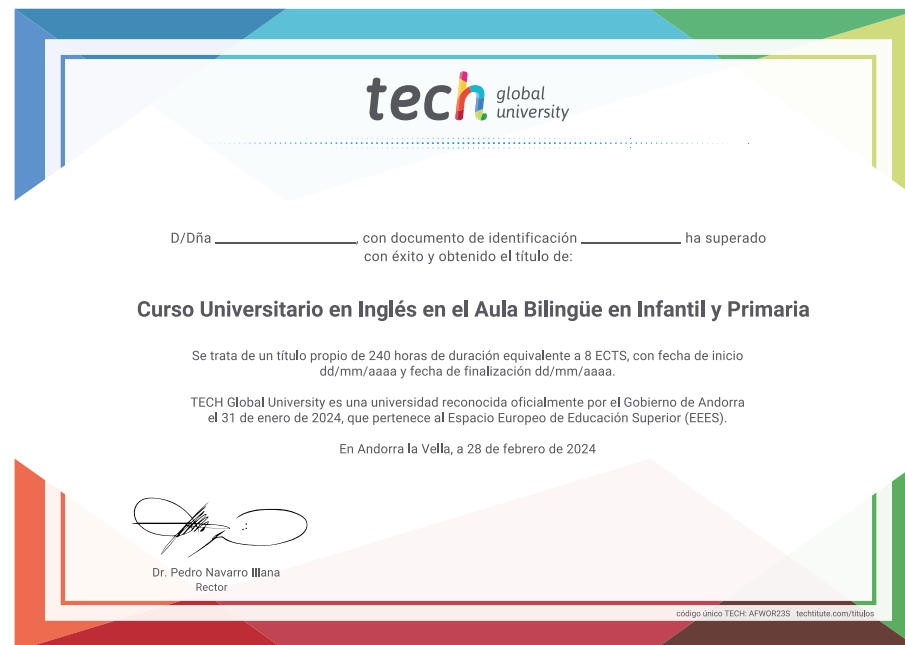 tech global university
D/Dña ______________, con documento de identificación __________ ha superado
con éxito y obtenido el título de:
Curso Universitario en Inglés en el Aula Bilingüe en Infantil y Primaria
Se trata de un título propio de 240 horas de duración equivalente a 8 ECTS, con fecha de inicio
dd/mm/aaaa y fecha de finalización dd/mm/aaaa.
TECH Global University es una universidad reconocida oficialmente por el Gobierno de Andorra
el 31 de enero de 2024, que pertenece al Espacio Europeo de Educación Superior (EEES).
En Andorra la Vella, a 28 de febrero de 2024
Dr. Pedro Navarro Illana
Rector
código único TECH: AFWOR23S techtitute.com/titulos